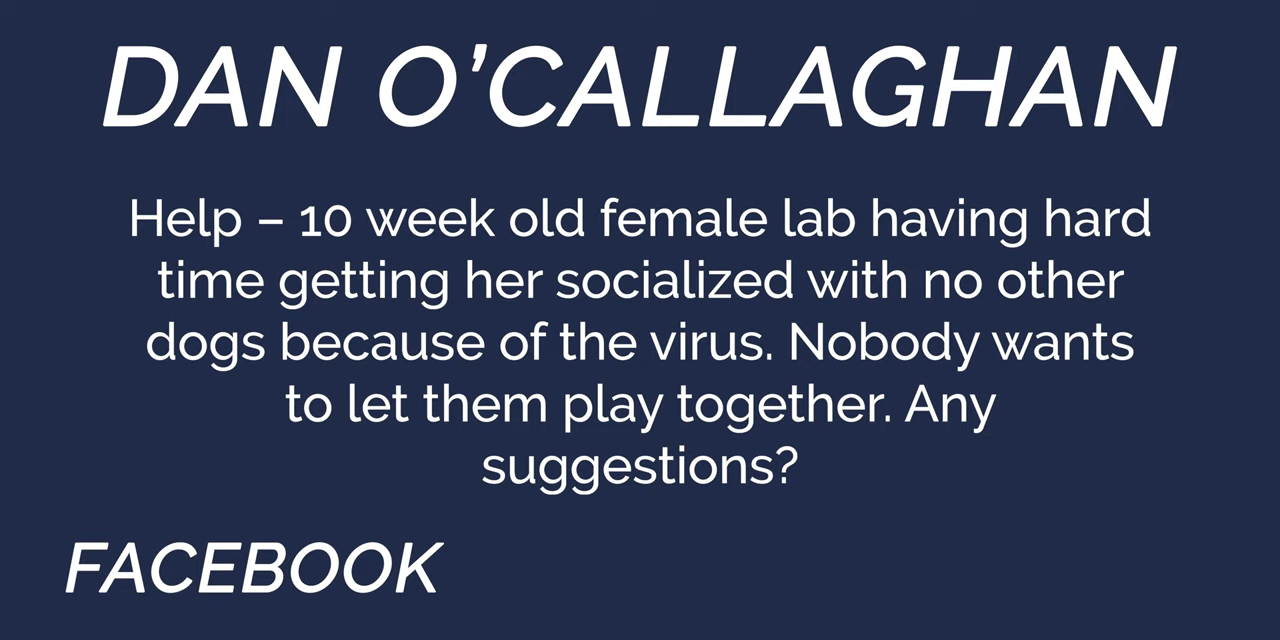 DAN O’CALLAGHAN
Help – 10 week old female lab having hard
time getting her socialized with no other
dogs because of the virus. Nobody wants
to let them play together. Any
suggestions?
FACEBOOK